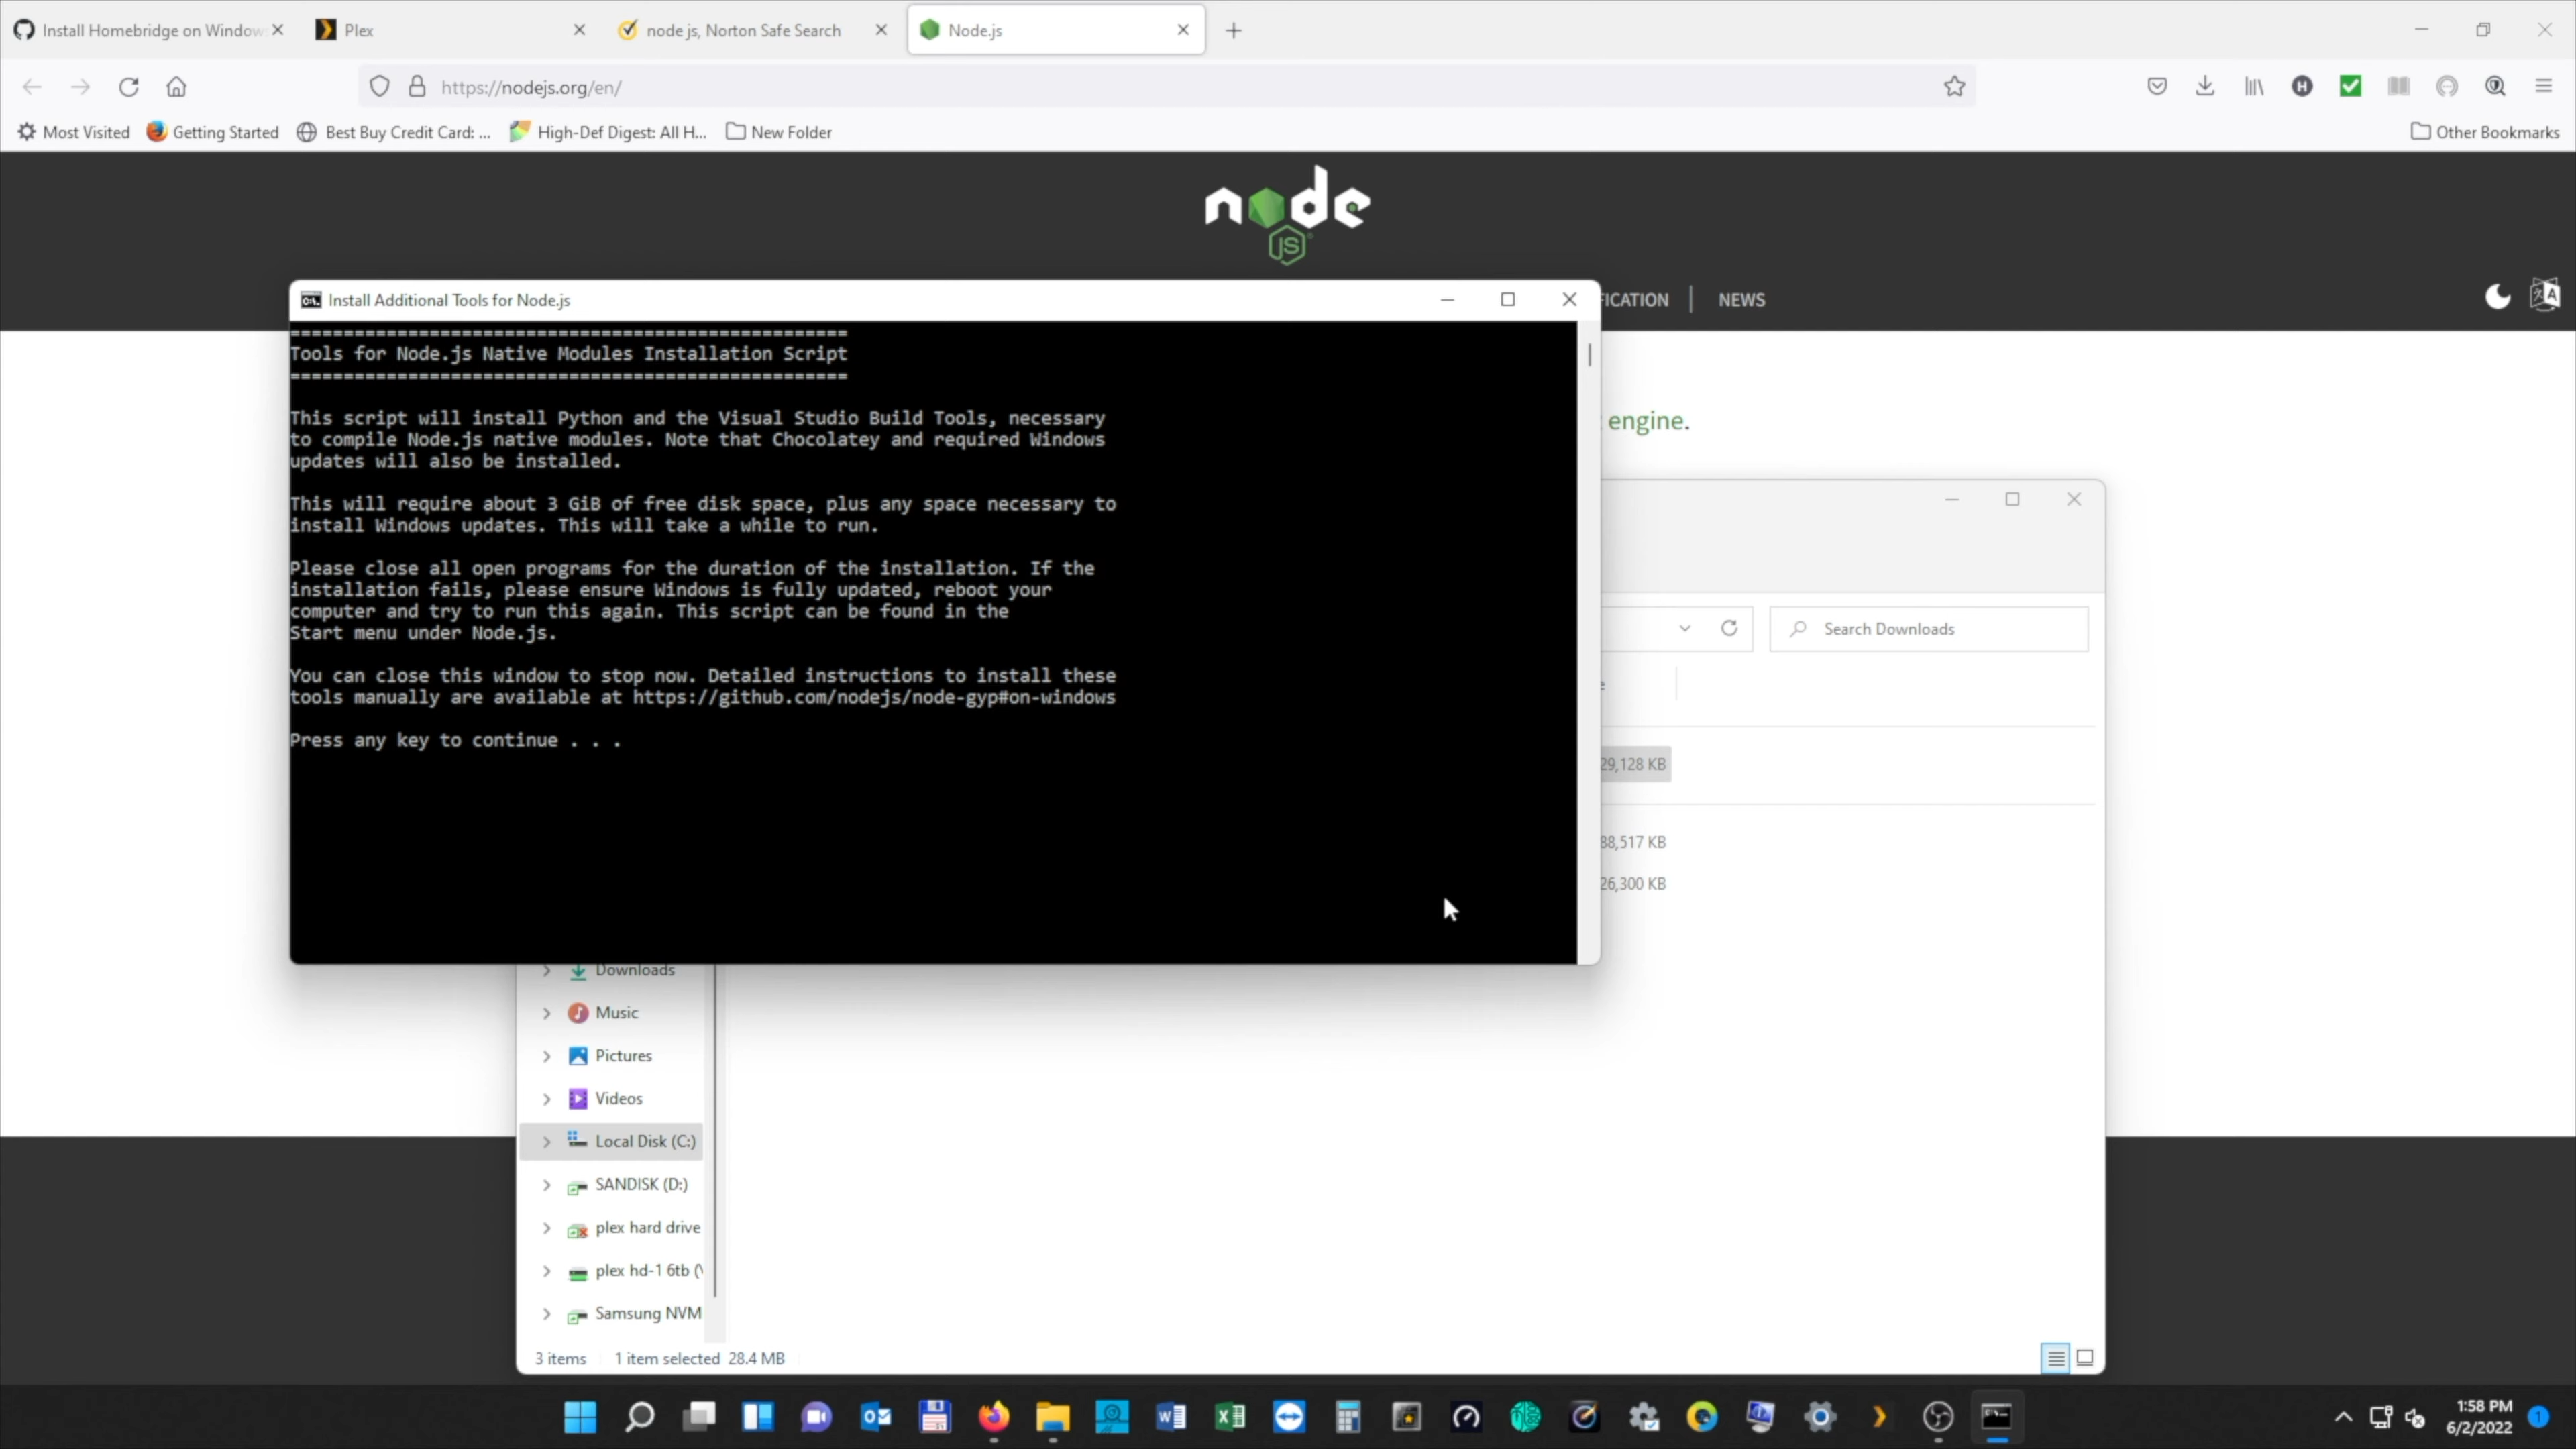 Install Homebridge on Window
Plex
node js, Norton Safe Search
Node.js
https://nodejs.org/en/
Most Visited
Getting Started
Best Buy Credit Card: ...
High-Def Digest: All H...
New Folder
Other Bookmarks
node
JS
Install Additional Tools for Node.js
FICATION | NEWS
====================================================
Tools for Node.js Native Modules Installation Script
====================================================
This script will install Python and the Visual Studio Build Tools, necessary
to compile Node.js native modules. Note that Chocolatey and required Windows
updates will also be installed.
This will require about 3 GiB of free disk space, plus any space necessary to
install Windows updates. This will take a while to run.
Please close all open programs for the duration of the installation. If the
installation fails, please ensure Windows is fully updated, reboot your
computer and try to run this again. This script can be found in the
Start menu under Node.js.
You can close this window to stop now. Detailed instructions to install these
tools manually are available at https://github.com/nodejs/node-gyp#on-windows
Press any key to continue . . .
engine.
Search Downloads
29,128 KB
88,517 KB
26,300 KB
Downloads
Music
Pictures
Videos
Local Disk (C:)
SANDISK (D:)
plex hard drive
plex hd-1 6tb (\
Samsung NVM
3 items
1 item selected 28.4 MB
1:58 PM
6/2/2022
1